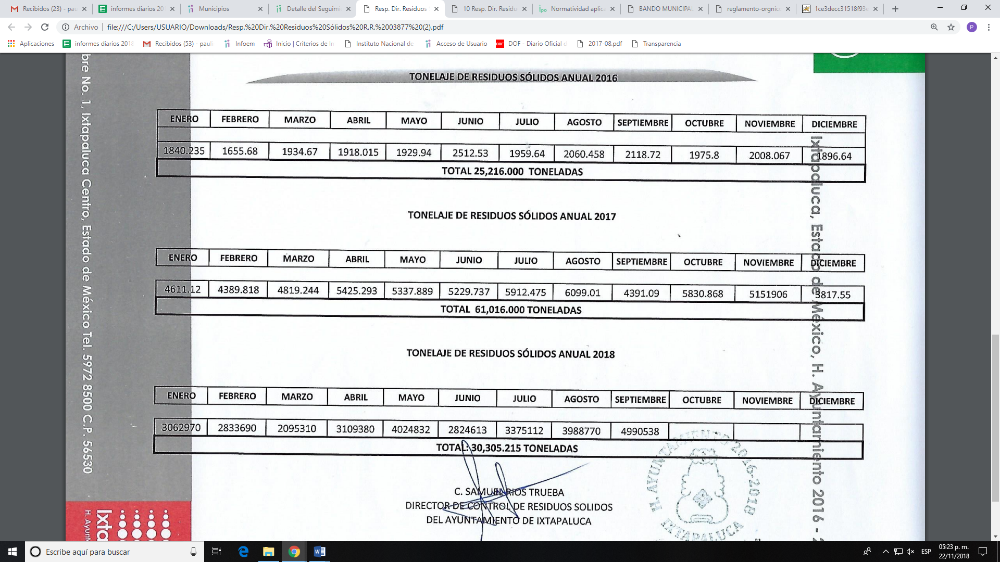 Recibidos (23) - pau
informes diarios 201
Municipios
Detalle del Seguimi
Resp. Dir. Residuos
10 Resp. Dir. Residu
Normatividad aplica
BANDO MUNICIPAL
reglamento-orgnico
1ce3decc31518f93e
Archivo
file:///C:/Users/USUARIO/Downloads/Resp.%20Dir.%20Residuos%20Sólidos%20R.R.%2003877%20(2).pdf
P
Aplicaciones
informes diarios 2018
Recibidos (53) - pauli
Infoem
Inicio | Criterios de In
Instituto Nacional de
Acceso de Usuario
DOF
DOF - Diario Oficial d
2017-08.pdf
Transparencia
bre No. 1, Ixtapaluca Centro, Estado de México Tel. 5972 8500 C.P. 56530
TONELAJE DE RESIDUOS SÓLIDOS ANUAL 2016
ENERO FEBRERO MARZO ABRIL MAYO JUNIO JULIO AGOSTO SEPTIEMBRE OCTUBRE NOVIEMBRE DICIEMBRE
1840.235 1655.68 1934.67 1918.015 1929.94 2512.53 1959.64 2060.458 2118.72 1975.8 2008.067 1896.64
TOTAL 25,216.000 TONELADAS
TONELAJE DE RESIDUOS SÓLIDOS ANUAL 2017
ENERO FEBRERO MARZO ABRIL MAYO JUNIO JULIO AGOSTO SEPTIEMBRE OCTUBRE NOVIEMBRE DICIEMBRE
4611.12 4389.818 4819.244 5425.293 5337.889 5229.737 5912.475 6099.01 4391.09 5830.868 5151906 3817.55
TOTAL 61,016.000 TONELADAS
TONELAJE DE RESIDUOS SÓLIDOS ANUAL 2018
ENERO FEBRERO MARZO ABRIL MAYO JUNIO JULIO AGOSTO SEPTIEMBRE OCTUBRE NOVIEMBRE DICIEMBRE
3062970 2833690 2095310 3109380 4024832 2824613 3375112 3988770 4990538
TOTAL: 30,305.215 TONELADAS
C. SAMUEL RIOS TRUEBA
DIRECTOR DE CONTROL DE RESIDUOS SOLIDOS
DEL AYUNTAMIENTO DE IXTAPALUCA
H. AYUNTAMIENTO 2016-2018
IXTAPALUCA
Ixtapaluca, Estado de México, H. Ayuntamiento 2016 - 2
Ixta
H. Ayunt
Escribe aquí para buscar
ESP
05:23 p. m.
22/11/2018